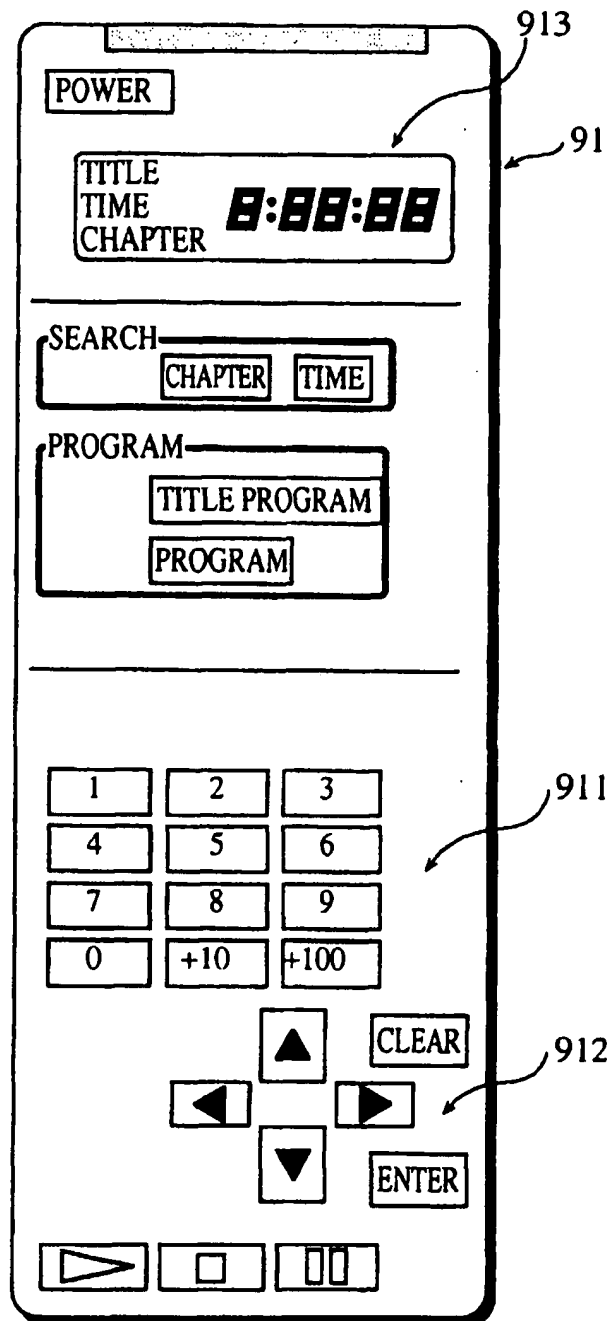 913
POWER
91
TITLE
TIME 8:88:88
CHAPTER
SEARCH
CHAPTER TIME
PROGRAM
TITLE PROGRAM
PROGRAM
1 2 3
911
4 5 6
7 8 9
0 +10 +100
CLEAR
912
ENTER